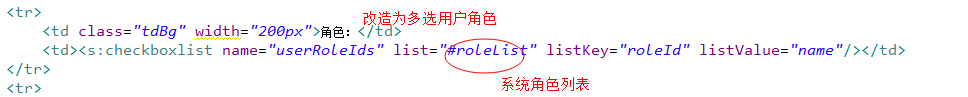 <tr>
改造为多选用户角色
<td class="tdBg" width="200px">角色：</td>
<td><s:checkboxlist name="userRoleIds" list="#roleList" listKey="roleId" listValue="name"/></td>
</tr>
系统角色列表
<tr>